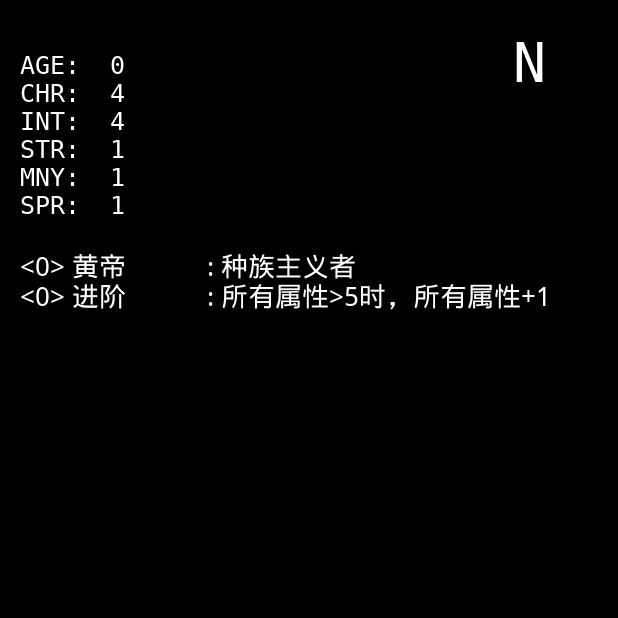 N
AGE: 0
CHR: 4
INT: 4
STR: 1
MNY: 1
SPR: 1
<O> 黄帝 : 种族主义者
<O> 进阶 : 所有属性>5时，所有属性+1